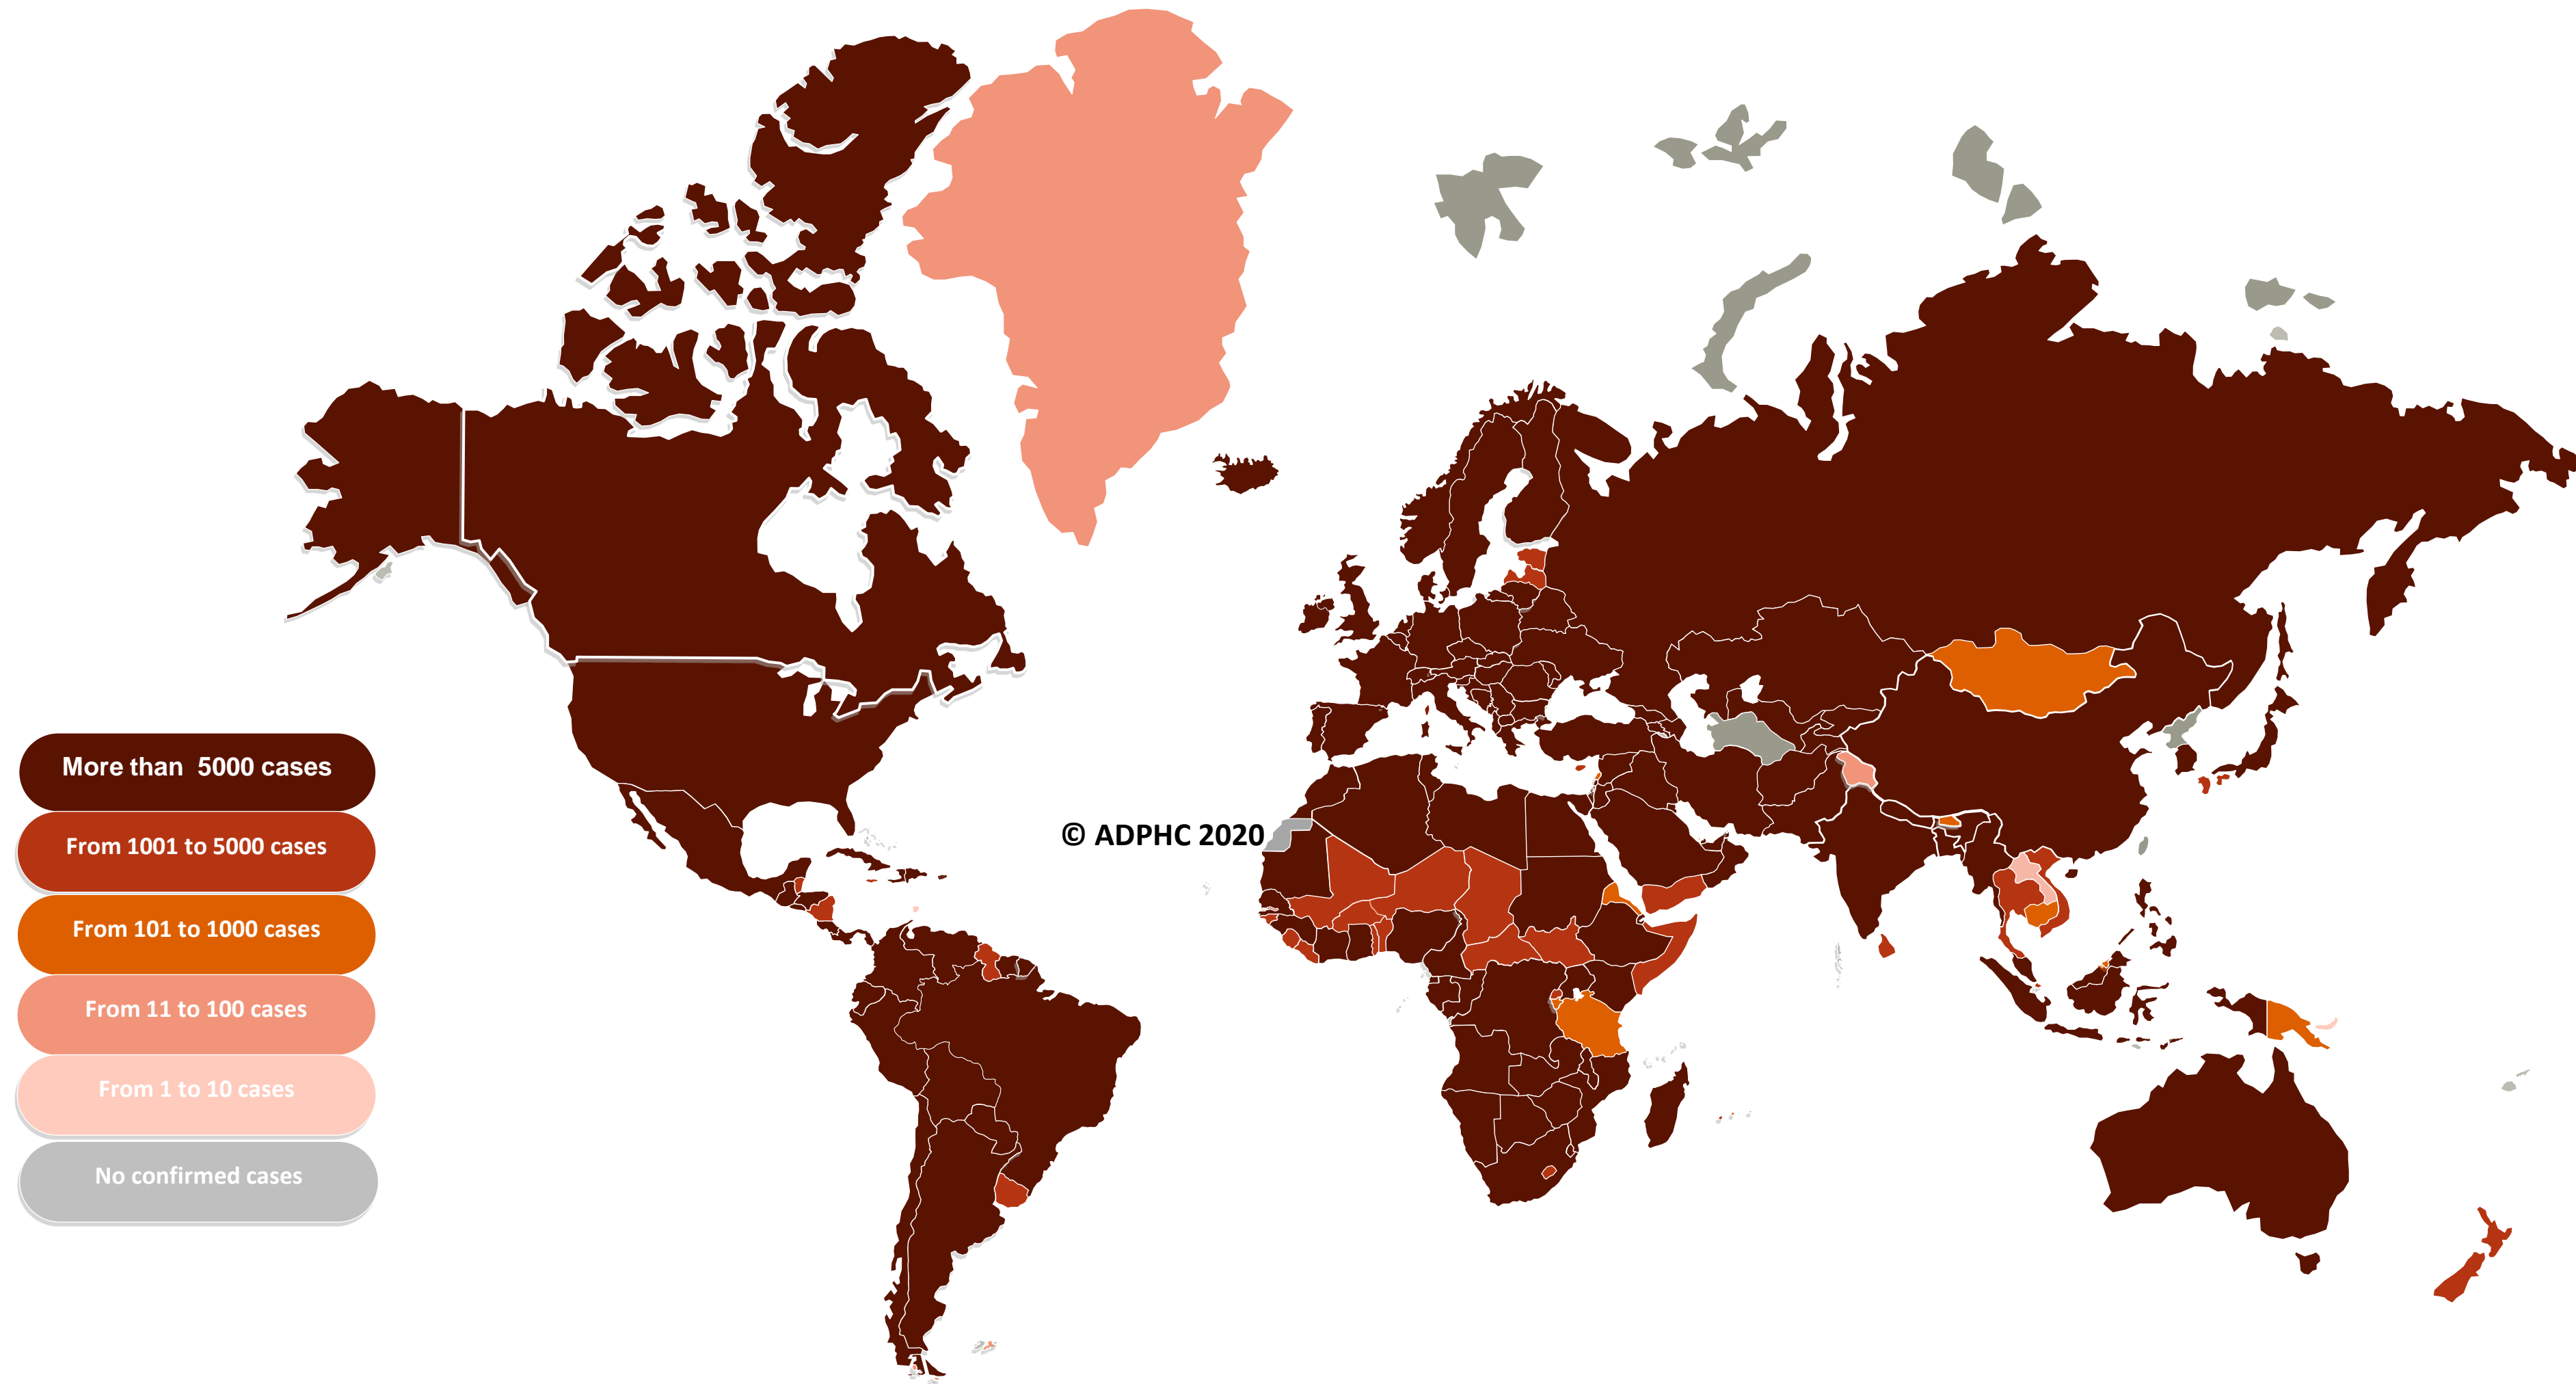 More than  5000 cases
From 1001 to 5000 cases
© ADPHC 2020
From 101 to 1000 cases
From 11 to 100 cases
From 1 to 10 cases
No confirmed cases